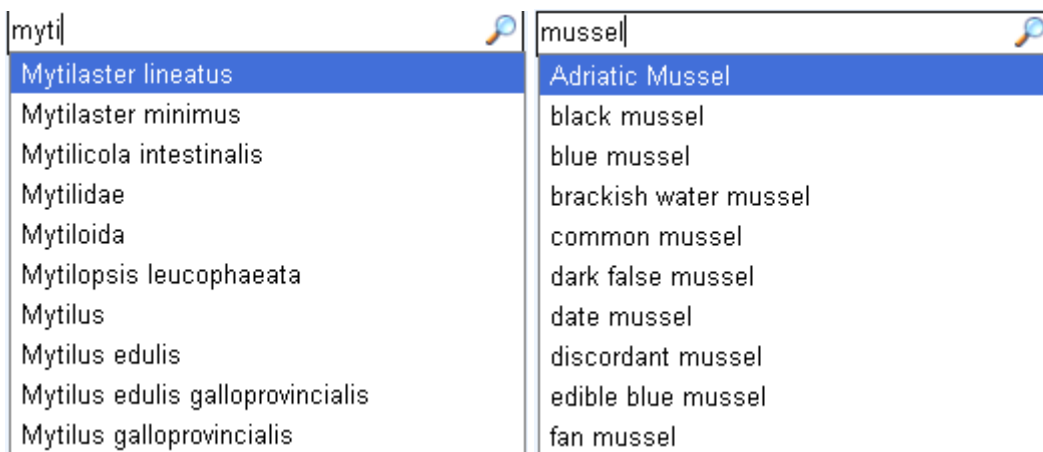 myti
Mytilaster lineatus
Mytilaster minimus
Mytilicola intestinalis
Mytilidae
Mytiloida
Mytilopsis leucophaeata
Mytilus
Mytilus edulis
Mytilus edulis galloprovincialis
Mytilus galloprovincialis
mussel
Adriatic Mussel
black mussel
blue mussel
brackish water mussel
common mussel
dark false mussel
date mussel
discordant mussel
edible blue mussel
fan mussel